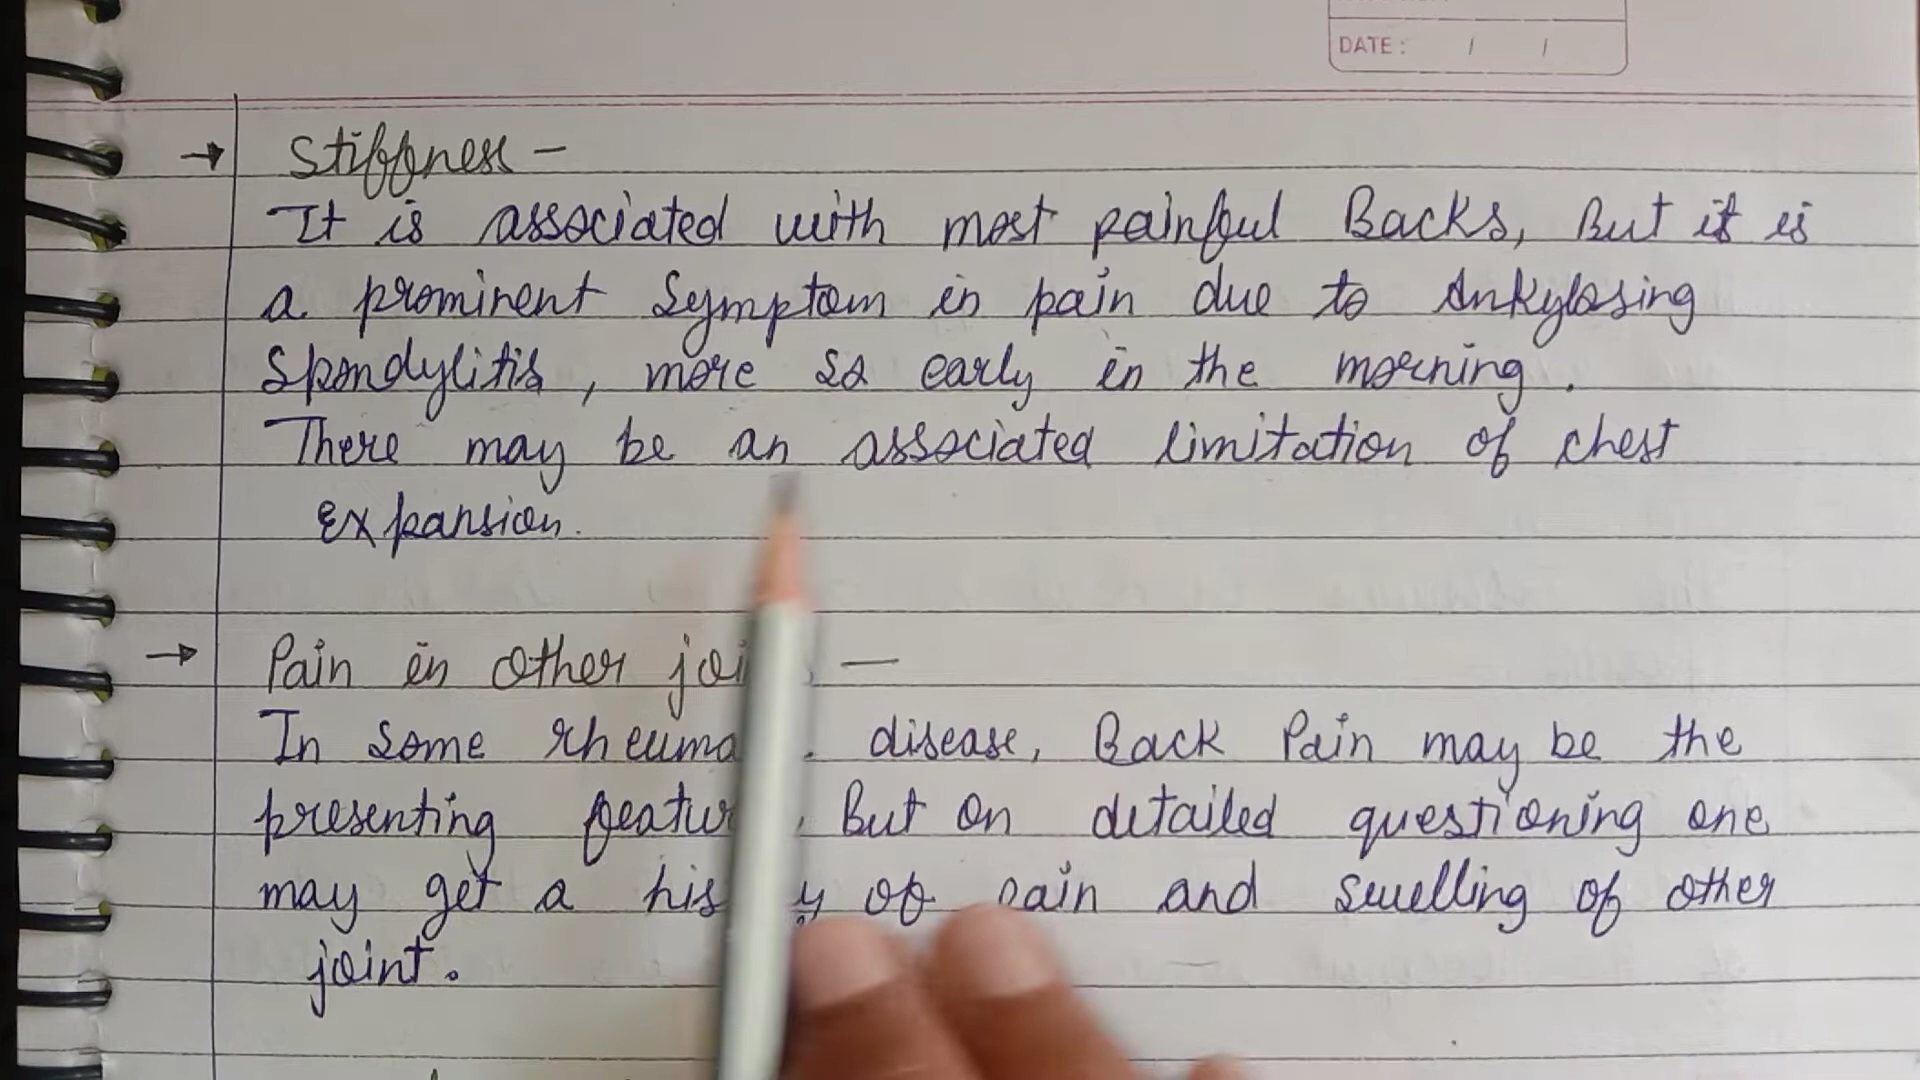 DATE: / /
→ Stiffness -
It is associated with most painful Backs, But it is
a prominent symptom in pain due to Ankylosing
Spondylitis, more so early in the morning.
There may be an associated limitation of chest
Expansion.
→ Pain in Other —
In some disease, Back Pain may be the
presenting But on detailed questioning one
may get a of pain and swelling of other
joint.